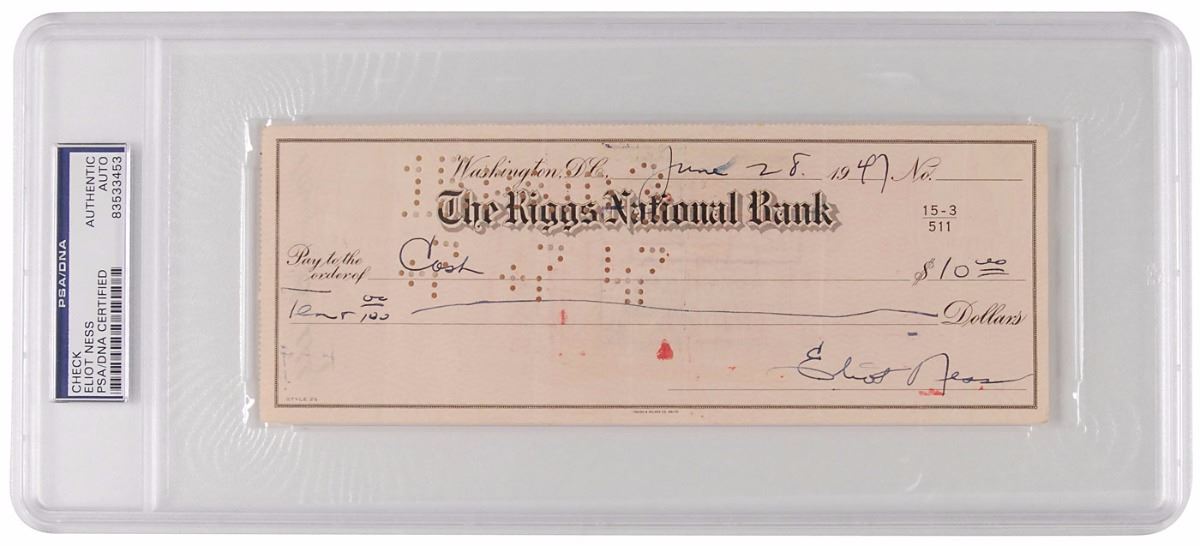 PSA/DNA
CHECK
ELIOT NESS
PSA/DNA CERTIFIED
AUTHENTIC
AUTO
83533453
Washington, D.C. June 28. 1947 No.
The Riggs National Bank
15-3
511
Pay to the order of Cash $10.00
Ten & 00/100 Dollars
Eliot Ness